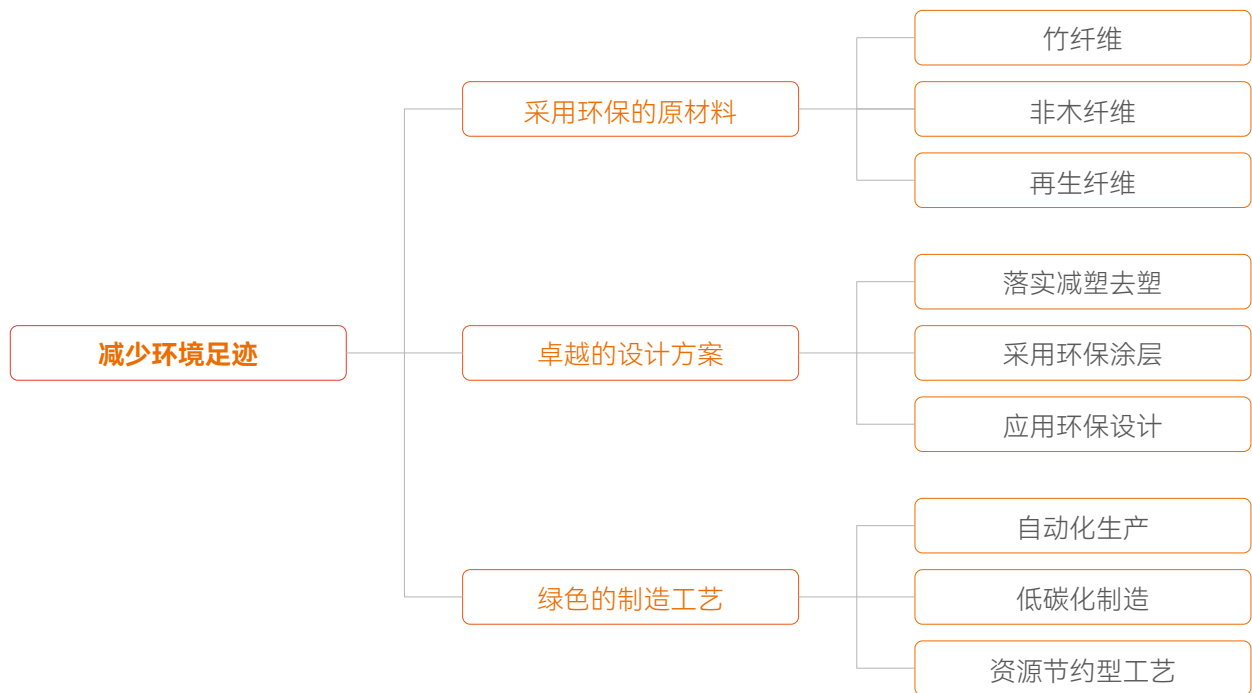 减少环境足迹
采用环保的原材料
竹纤维
非木纤维
再生纤维
卓越的设计方案
落实减塑去塑
采用环保涂层
应用环保设计
绿色的制造工艺
自动化生产
低碳化制造
资源节约型工艺